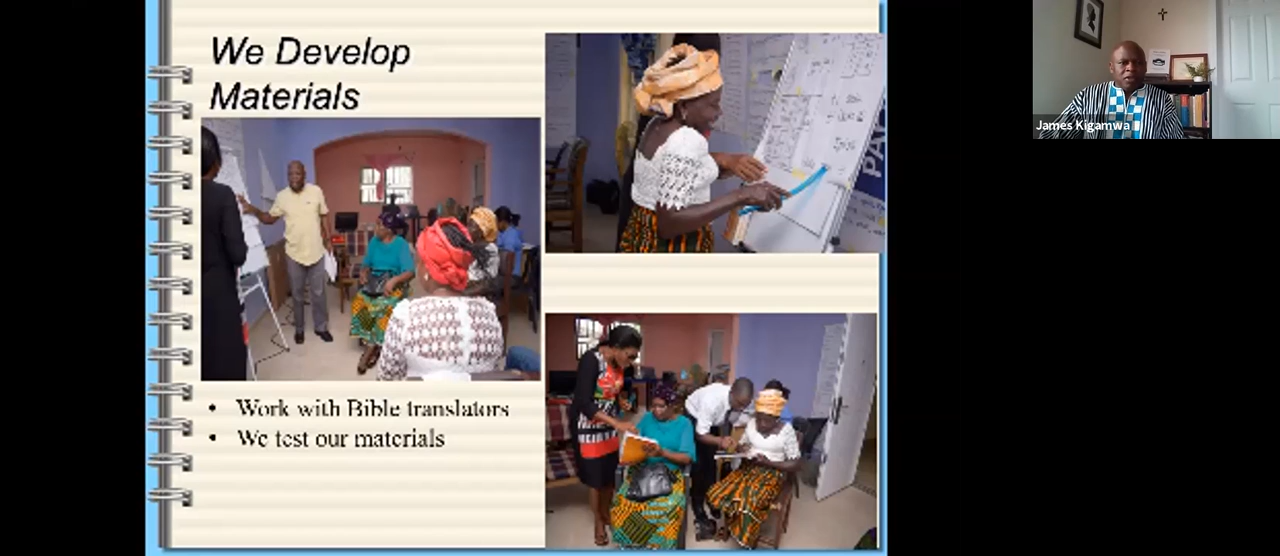 We Develop
Materials
Work with Bible translators
We test our materials
James Kigamwa